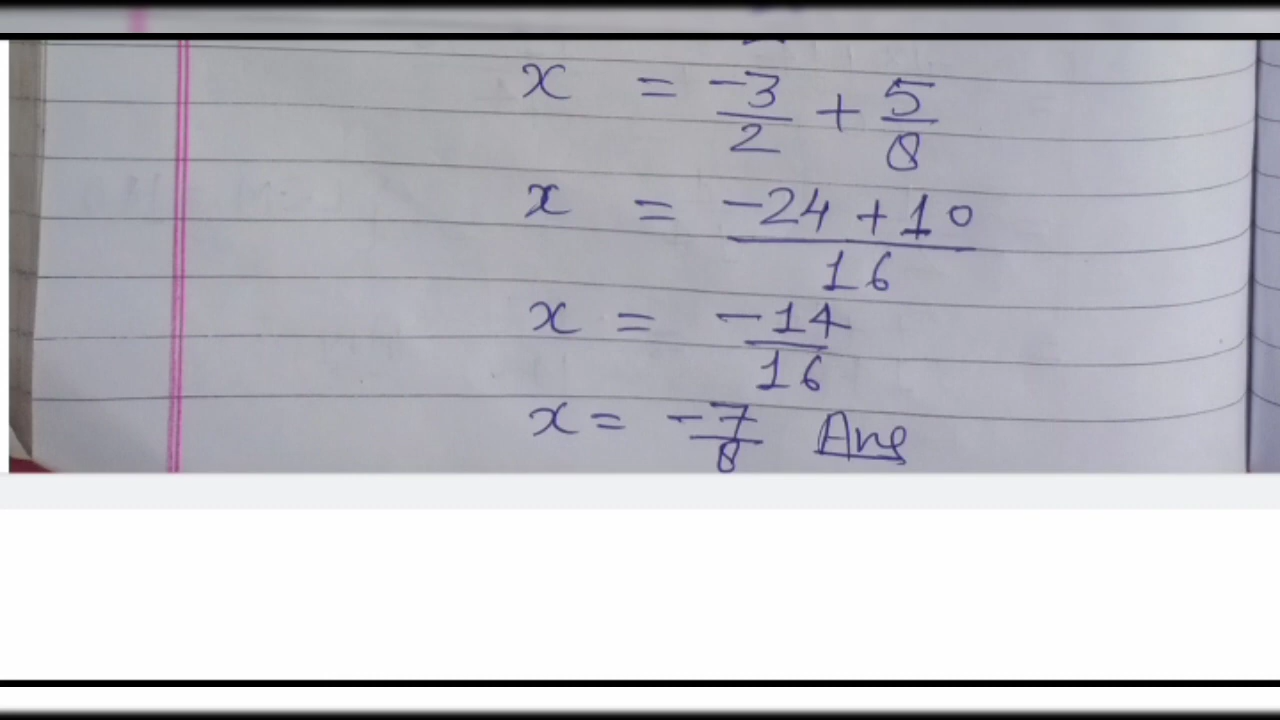 x = -3/2 + 5/8
x = -24 + 10/16
x = -14/16
x = -7/8 Ans